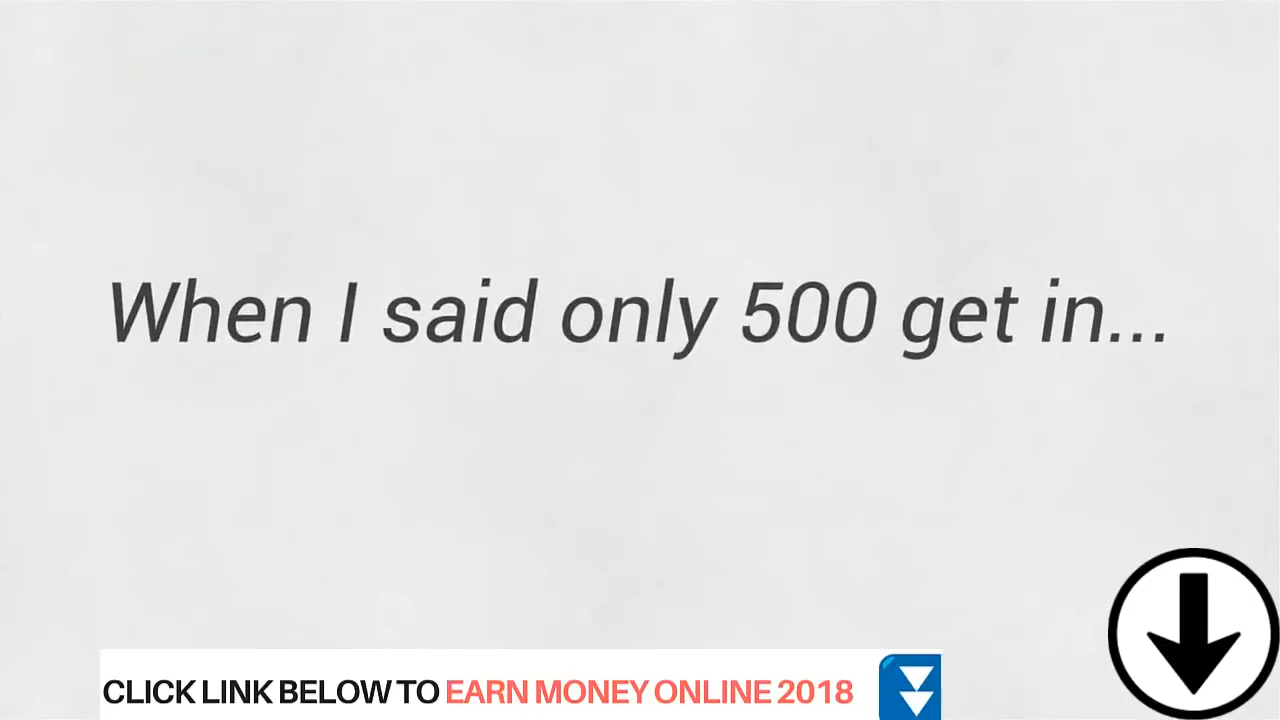 When I said only 500 get in...
CLICK LINK BELOW TO EARN MONEY ONLINE 2018